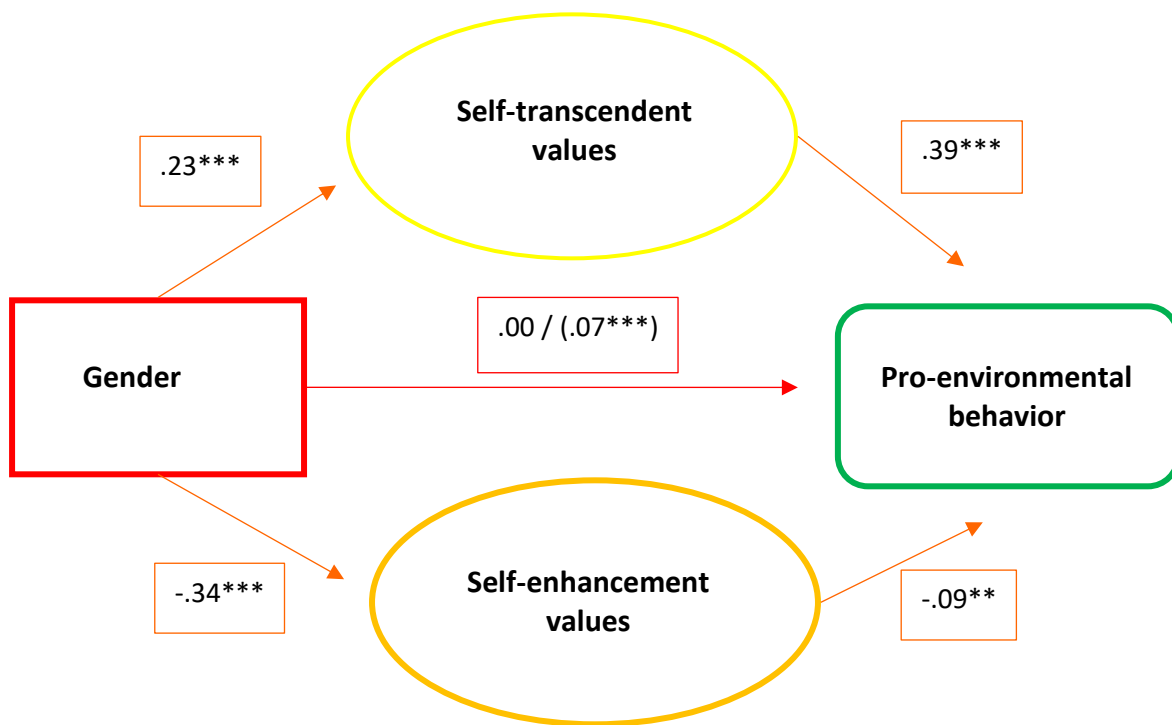 Self-transcendent
values
.23***
.39***
.00 / (.07***)
Gender
Pro-environmental
behavior
-.34***
Self-enhancement
values
-.09**